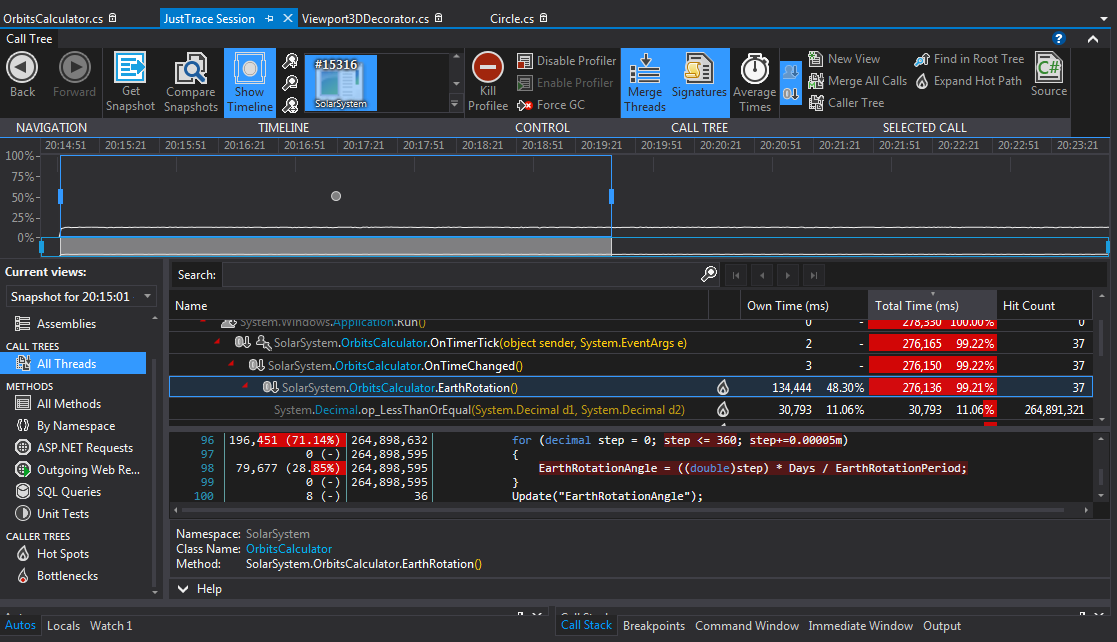 OrbitsCalculator.cs JustTrace Session Viewport3DDecorator.cs Circle.cs
Call Tree
Back Forward Get Snapshot Compare Snapshots Show Timeline #15316 SolarSystem Kill Profiler Disable Profiler Enable Profiler Force GC Merge Threads Signatures Average Times New View Merge All Calls Caller Tree Find in Root Tree Expand Hot Path Source
NAVIGATION TIMELINE CONTROL CALL TREE SELECTED CALL
20:14:51 20:15:21 20:15:51 20:16:21 20:16:51 20:17:21 20:17:51 20:18:21 20:18:51 20:19:21 20:19:51 20:20:21 20:20:51 20:21:21 20:21:51 20:22:21 20:22:51 20:23:21
100%
75%
50%
25%
0%
Current views:
Snapshot for 20:15:01
Assemblies
CALL TREES
All Threads
METHODS
All Methods
By Namespace
ASP.NET Requests
Outgoing Web Re...
SQL Queries
Unit Tests
CALLER TREES
Hot Spots
Bottlenecks
Search:
Name Own Time (ms) Total Time (ms) Hit Count
System.Windows.Application.Run() 0 - 278,330 100.00% 0
SolarSystem.OrbitsCalculator.OnTimerTick(object sender, System.EventArgs e) 2 - 276,165 99.22% 37
SolarSystem.OrbitsCalculator.OnTimeChanged() 3 - 276,150 99.22% 37
SolarSystem.OrbitsCalculator.EarthRotation() 134,444 48.30% 276,136 99.21% 37
System.Decimal.op_LessThanOrEqual(System.Decimal d1, System.Decimal d2) 30,793 11.06% 30,793 11.06% 264,891,321
96 196,451 (71.14%) 264,898,632 for (decimal step = 0; step <= 360; step+=0.00005m)
97 0 (-) 264,898,595 {
98 79,677 (28.85%) 264,898,595 EarthRotationAngle = ((double)step) * Days / EarthRotationPeriod;
99 0 (-) 264,898,595 }
100 8 (-) 36 Update("EarthRotationAngle");
Namespace: SolarSystem
Class Name: OrbitsCalculator
Method: SolarSystem.OrbitsCalculator.EarthRotation()
Help
Autos Locals Watch 1 Call Stack Breakpoints Command Window Immediate Window Output